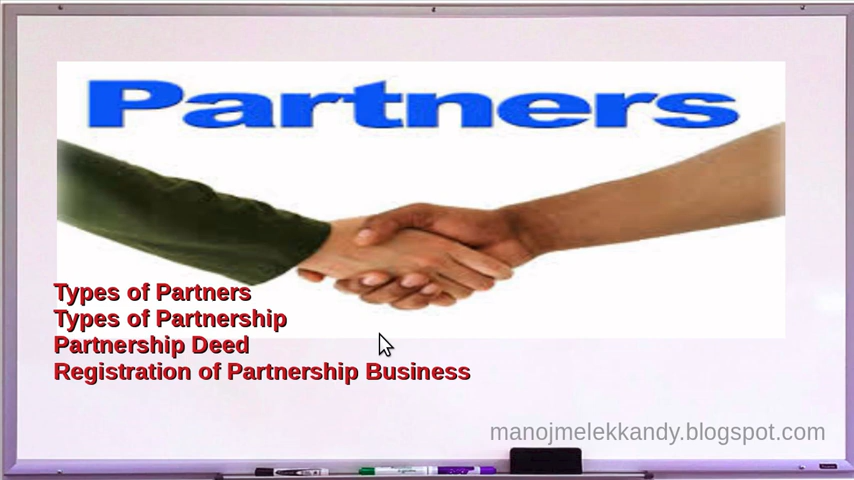 Partners
Types of Partners
Types of Partnership
Partnership Deed
Registration of Partnership Business
manojmelekkandy.blogspot.com